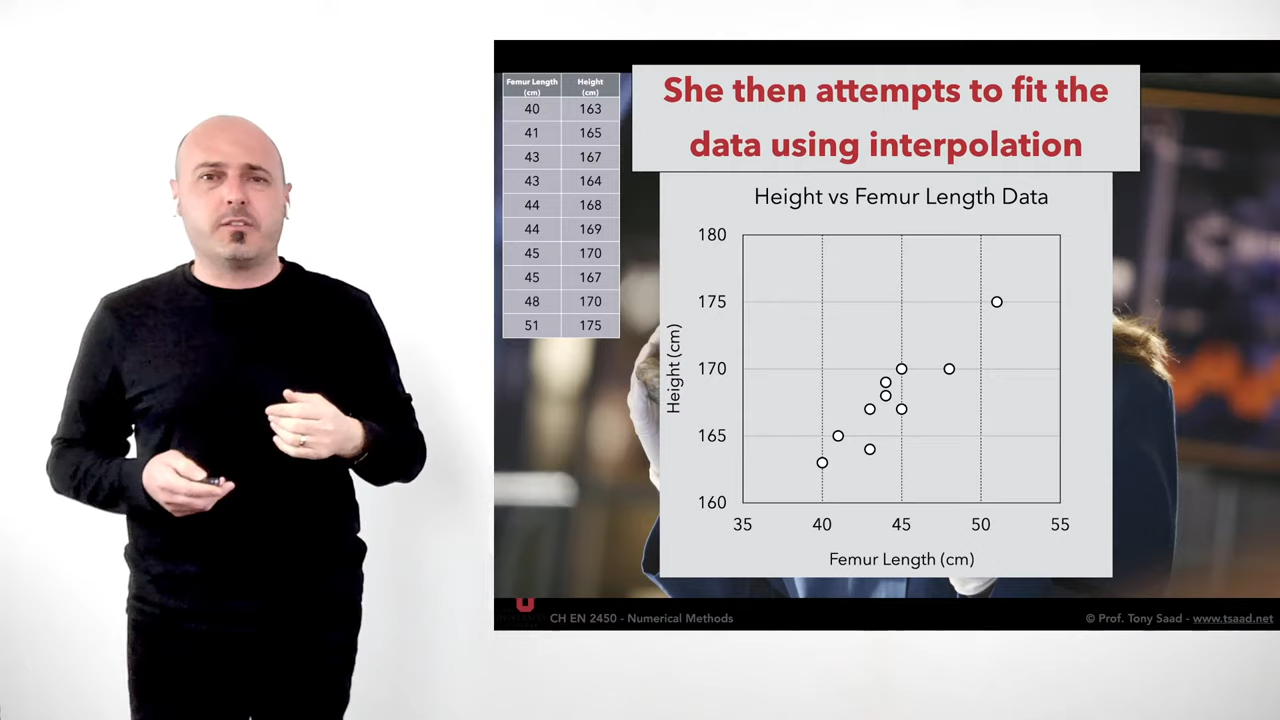 She then attempts to fit the
data using interpolation
Femur Length (cm) Height (cm)
40 163
41 165
43 167
43 164
44 168
44 169
45 170
45 167
48 170
51 175
Height vs Femur Length Data
Height (cm)
180
175
170
165
160
35 40 45 50 55
Femur Length (cm)
U
CH EN 2450 - Numerical Methods
© Prof. Tony Saad - www.tsaad.net